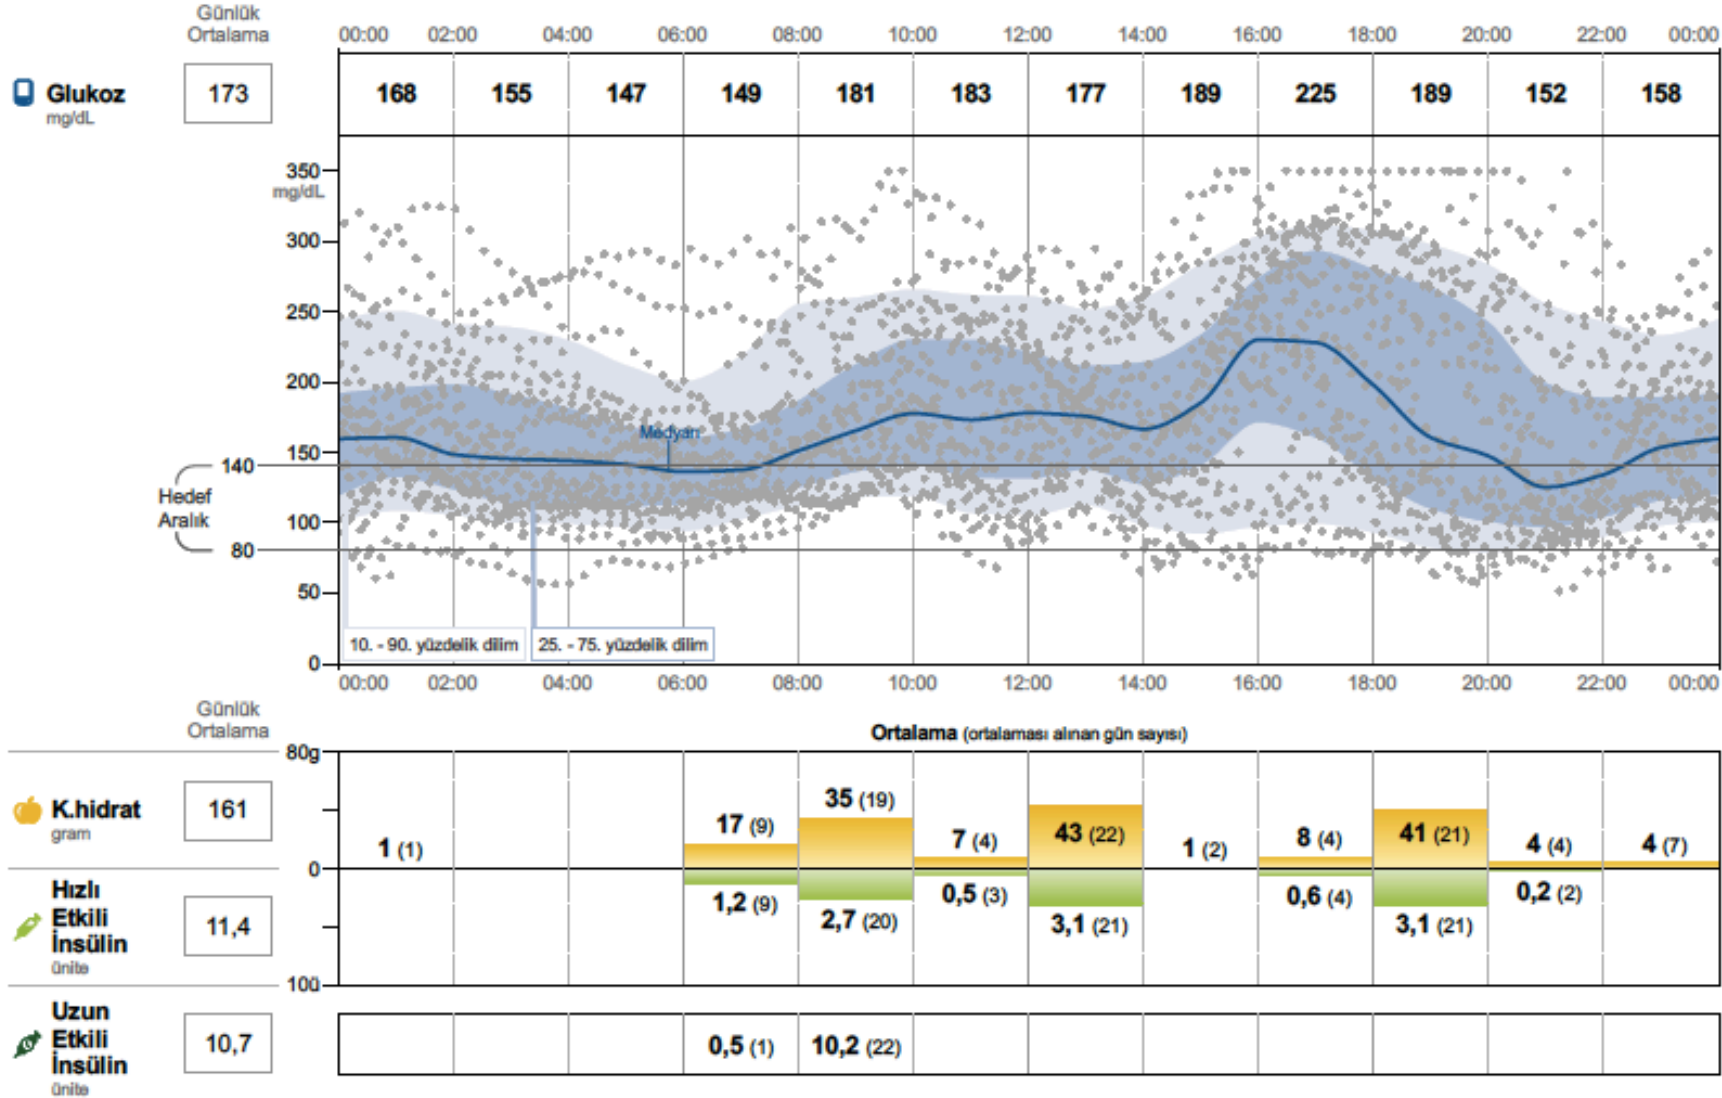 Günlük
Ortalama
00:00 02:00 04:00 06:00 08:00 10:00 12:00 14:00 16:00 18:00 20:00 22:00 00:00
Glukoz
mg/dL
173
168 155 147 149 181 183 177 189 225 189 152 158
350
mg/dL
300
250
200
150
Medyan
140
Hedef
Aralık
100
80
50
10. - 90. yüzdelik dilim
25. - 75. yüzdelik dilim
0
00:00 02:00 04:00 06:00 08:00 10:00 12:00 14:00 16:00 18:00 20:00 22:00 00:00
Günlük
Ortalama
Ortalama (ortalaması alınan gün sayısı)
80g
K.hidrat
gram
161
1 (1) 17 (9) 35 (19) 7 (4) 43 (22) 1 (2) 8 (4) 41 (21) 4 (4) 4 (7)
0
Hızlı
Etkili
İnsülin
ünite
11,4
1,2 (9) 2,7 (20) 0,5 (3) 3,1 (21) 0,6 (4) 3,1 (21) 0,2 (2)
10ü
Uzun
Etkili
İnsülin
ünite
10,7
0,5 (1) 10,2 (22)